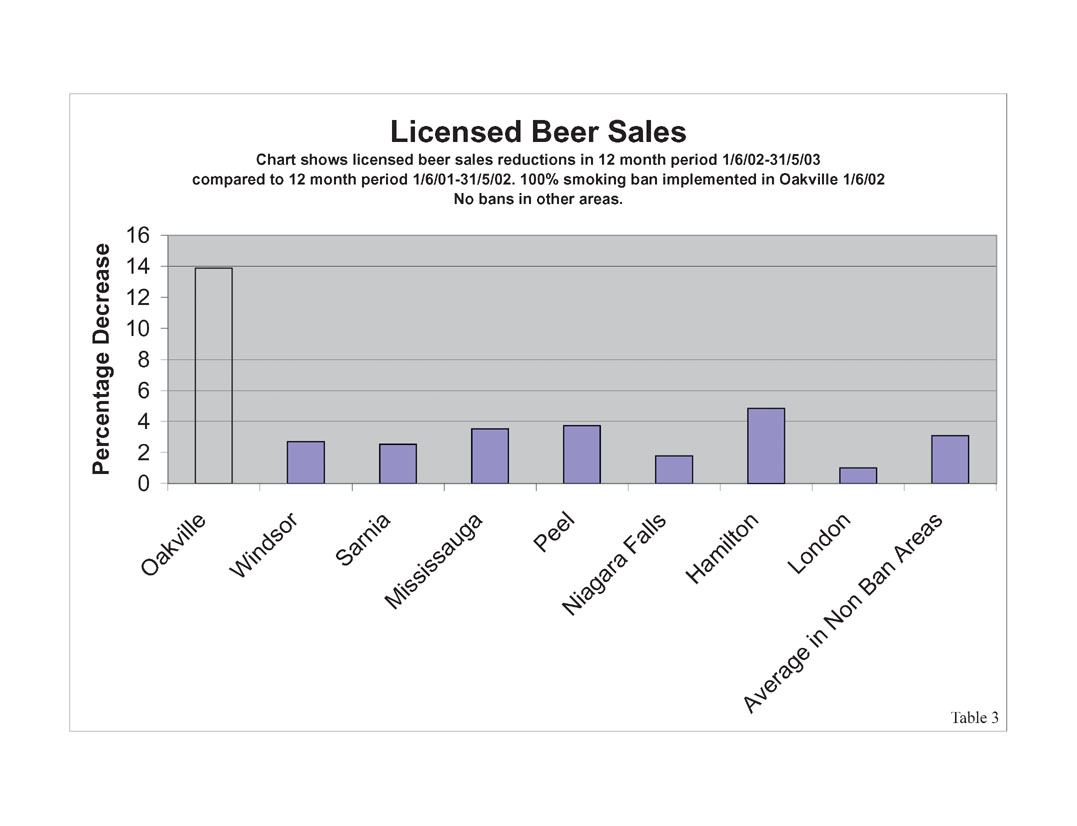 Licensed Beer Sales
Chart shows licensed beer sales reductions in 12 month period 1/6/02-31/5/03
compared to 12 month period 1/6/01-31/5/02. 100% smoking ban implemented in Oakville 1/6/02
No bans in other areas.
Percentage Decrease
16
14
12
10
8
6
4
2
0
Oakville
Windsor
Sarnia
Mississauga
Peel
Niagara Falls
Hamilton
London
Average in Non Ban Areas
Table 3